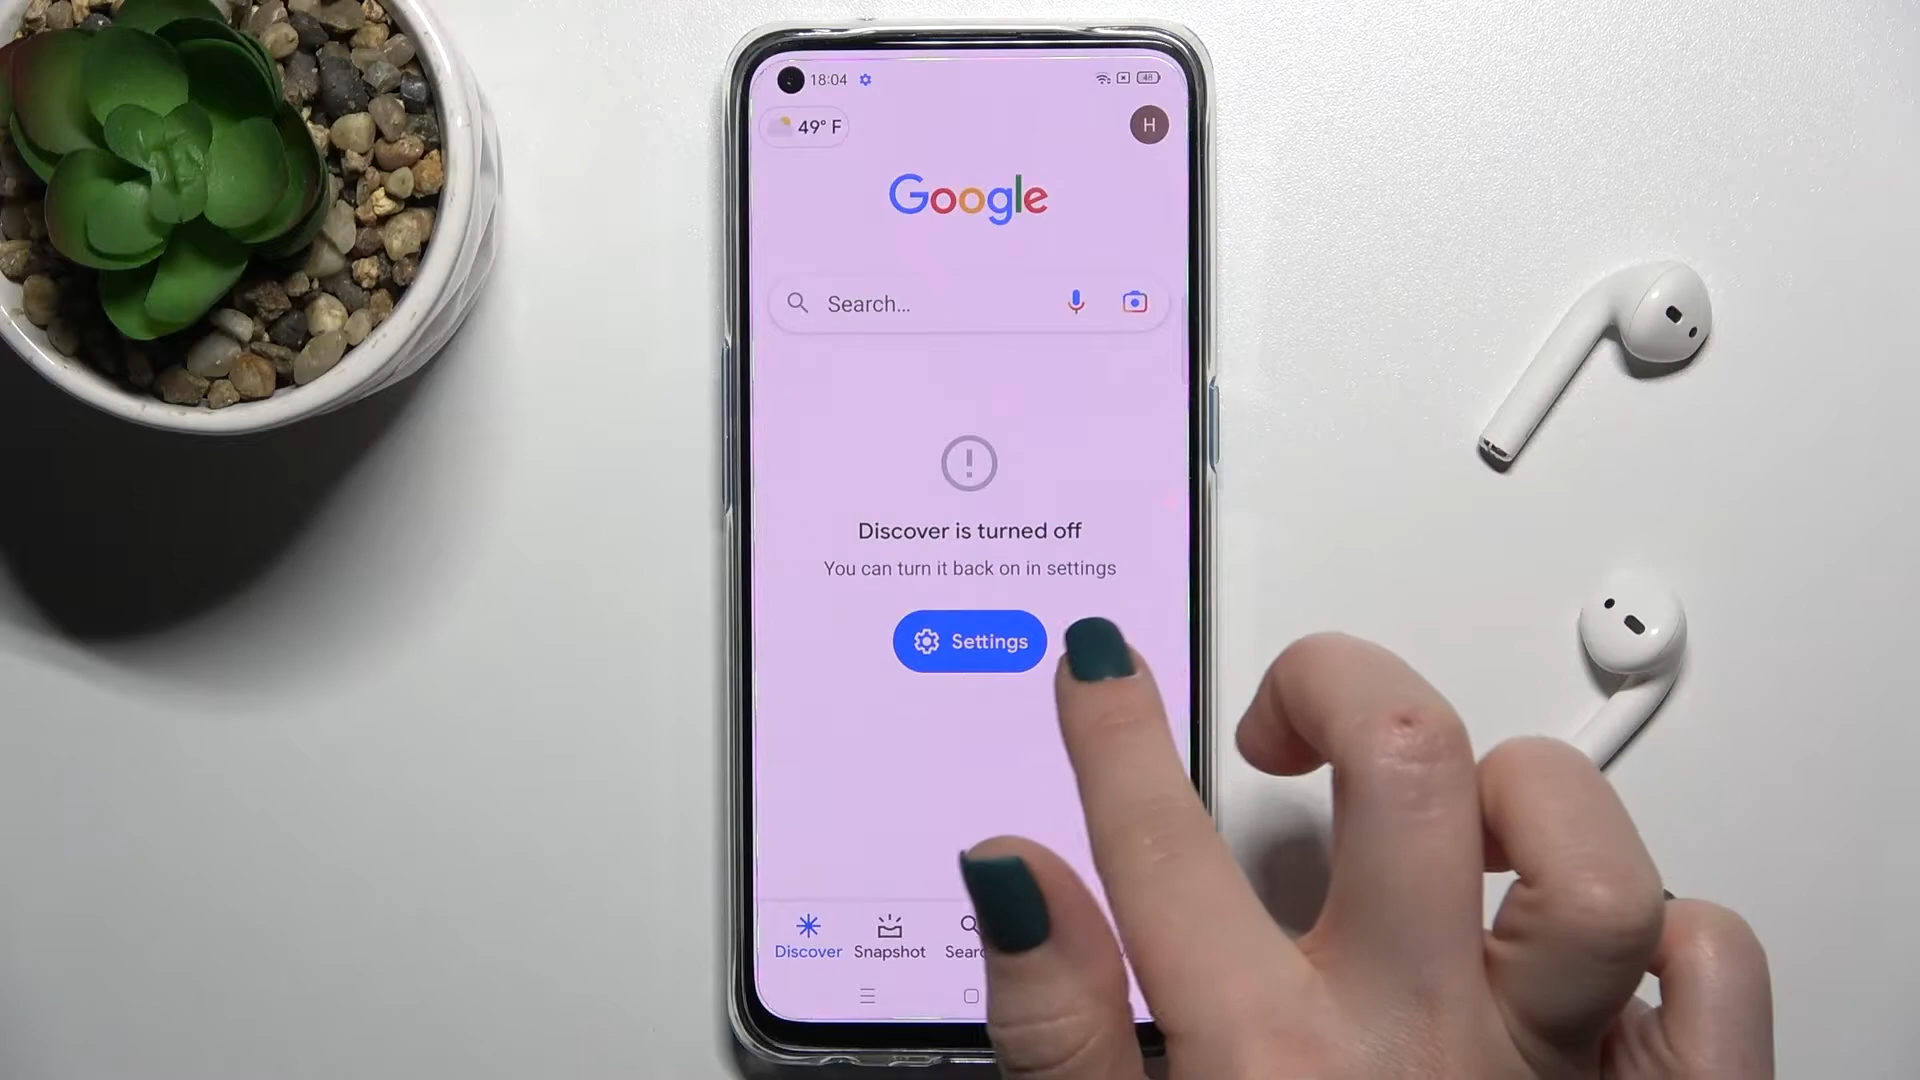 18:04
48
49° F
H
Google
Search...
Discover is turned off
You can turn it back on in settings
Settings
Discover Snapshot